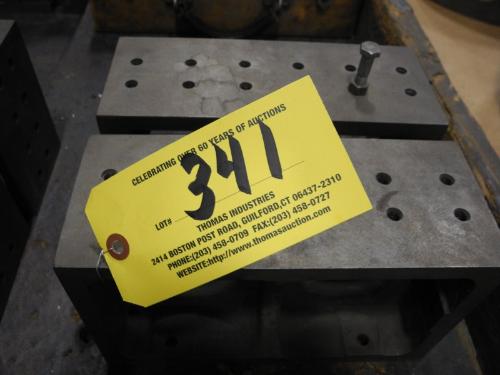 CELEBRATING OVER 60 YEARS OF AUCTIONS
LOT# 341
THOMAS INDUSTRIES
2414 BOSTON POST ROAD, GUILFORD,CT 06437-2310
PHONE:(203) 458-0709 FAX:(203) 458-0727
WEBSITE:http://www.thomasauction.com